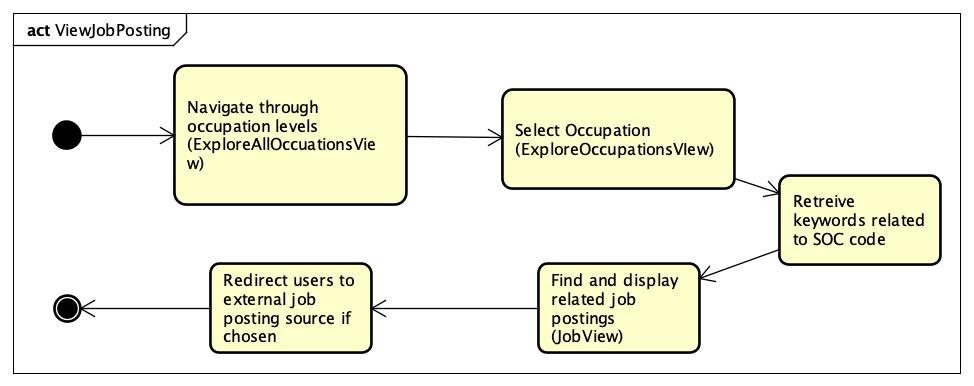 act ViewJobPosting
Navigate through
occupation levels
(ExploreAllOccuationsVie
w)
Select Occupation
(ExploreOccupationsVIew)
Retreive
keywords related
to SOC code
Find and display
related job
postings
(JobView)
Redirect users to
external job
posting source if
chosen